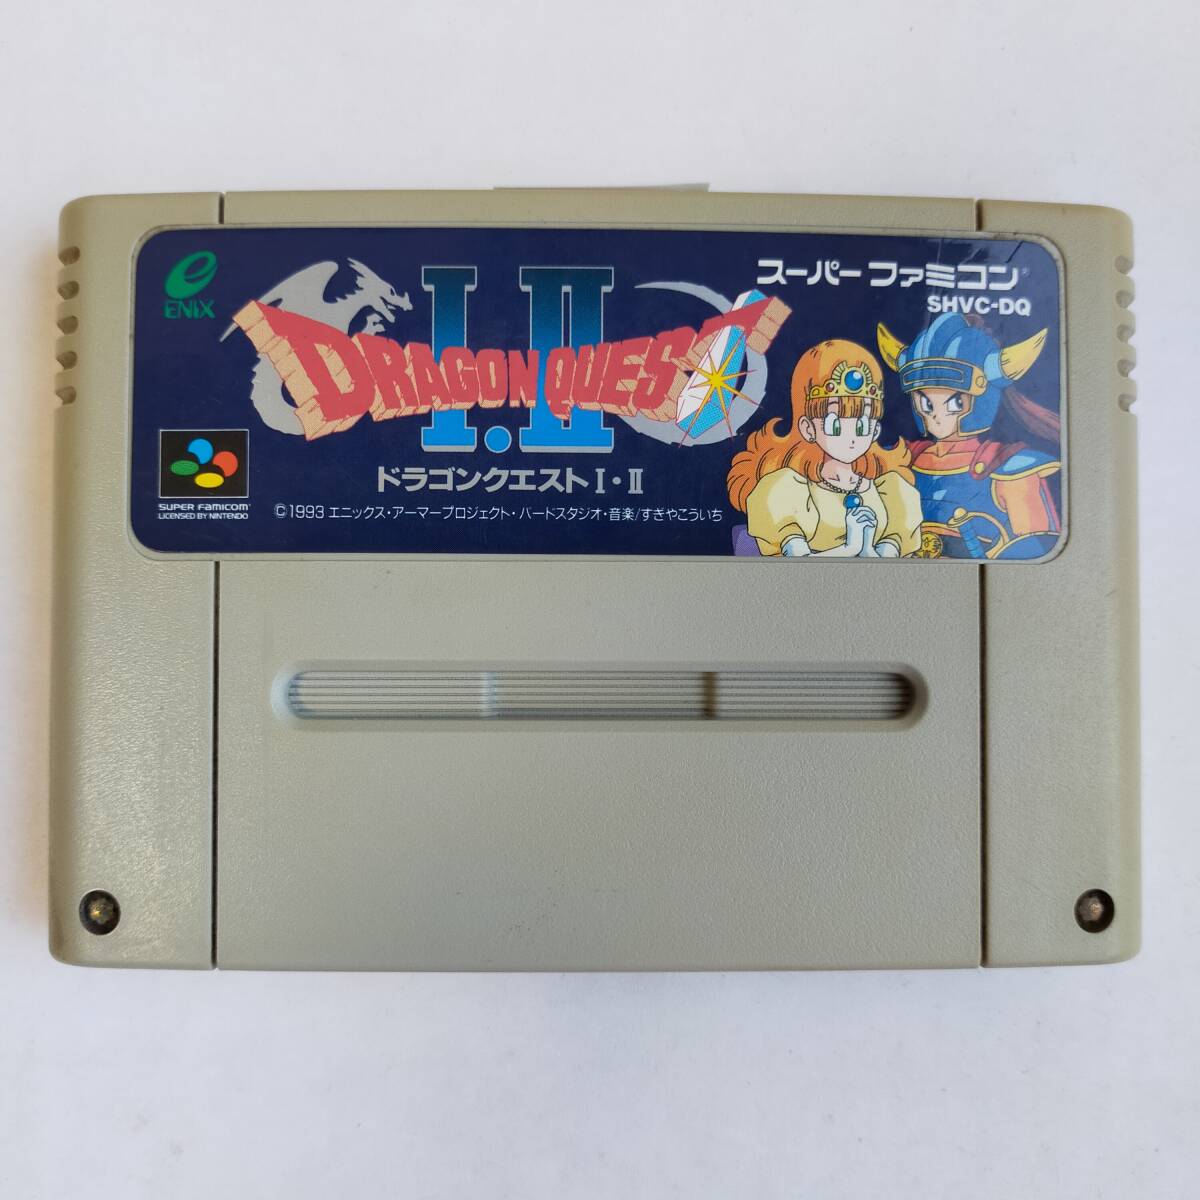 ENIX
I.II
DRAGON QUEST
ドラゴンクエストI・II
スーパーファミコン
SHVC-DQ
SUPER FAMICOM
LICENSED BY NINTENDO
©1993 エニックス・アーマープロジェクト・バードスタジオ・音楽/すぎやこういち